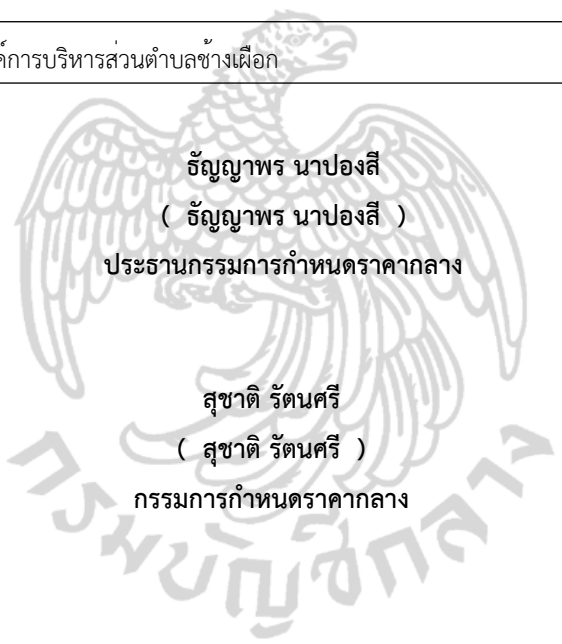 การบริหารส่วนตำบลช้างเผือก
ธัญญาพร นาปองสี
( ธัญญาพร นาปองสี )
ประธานกรรมการกำหนดราคากลาง
สุชาติ รัตนศรี
( สุชาติ รัตนศรี )
กรรมการกำหนดราคากลาง
กรมบัญชีกลาง